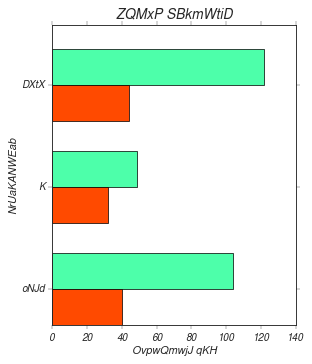 ZQMxP SBkmWtiD
NrUaKANWEab
DXtX
K
oNJd
0 20 40 60 80 100 120 140
OvpwQmwjJ qKH